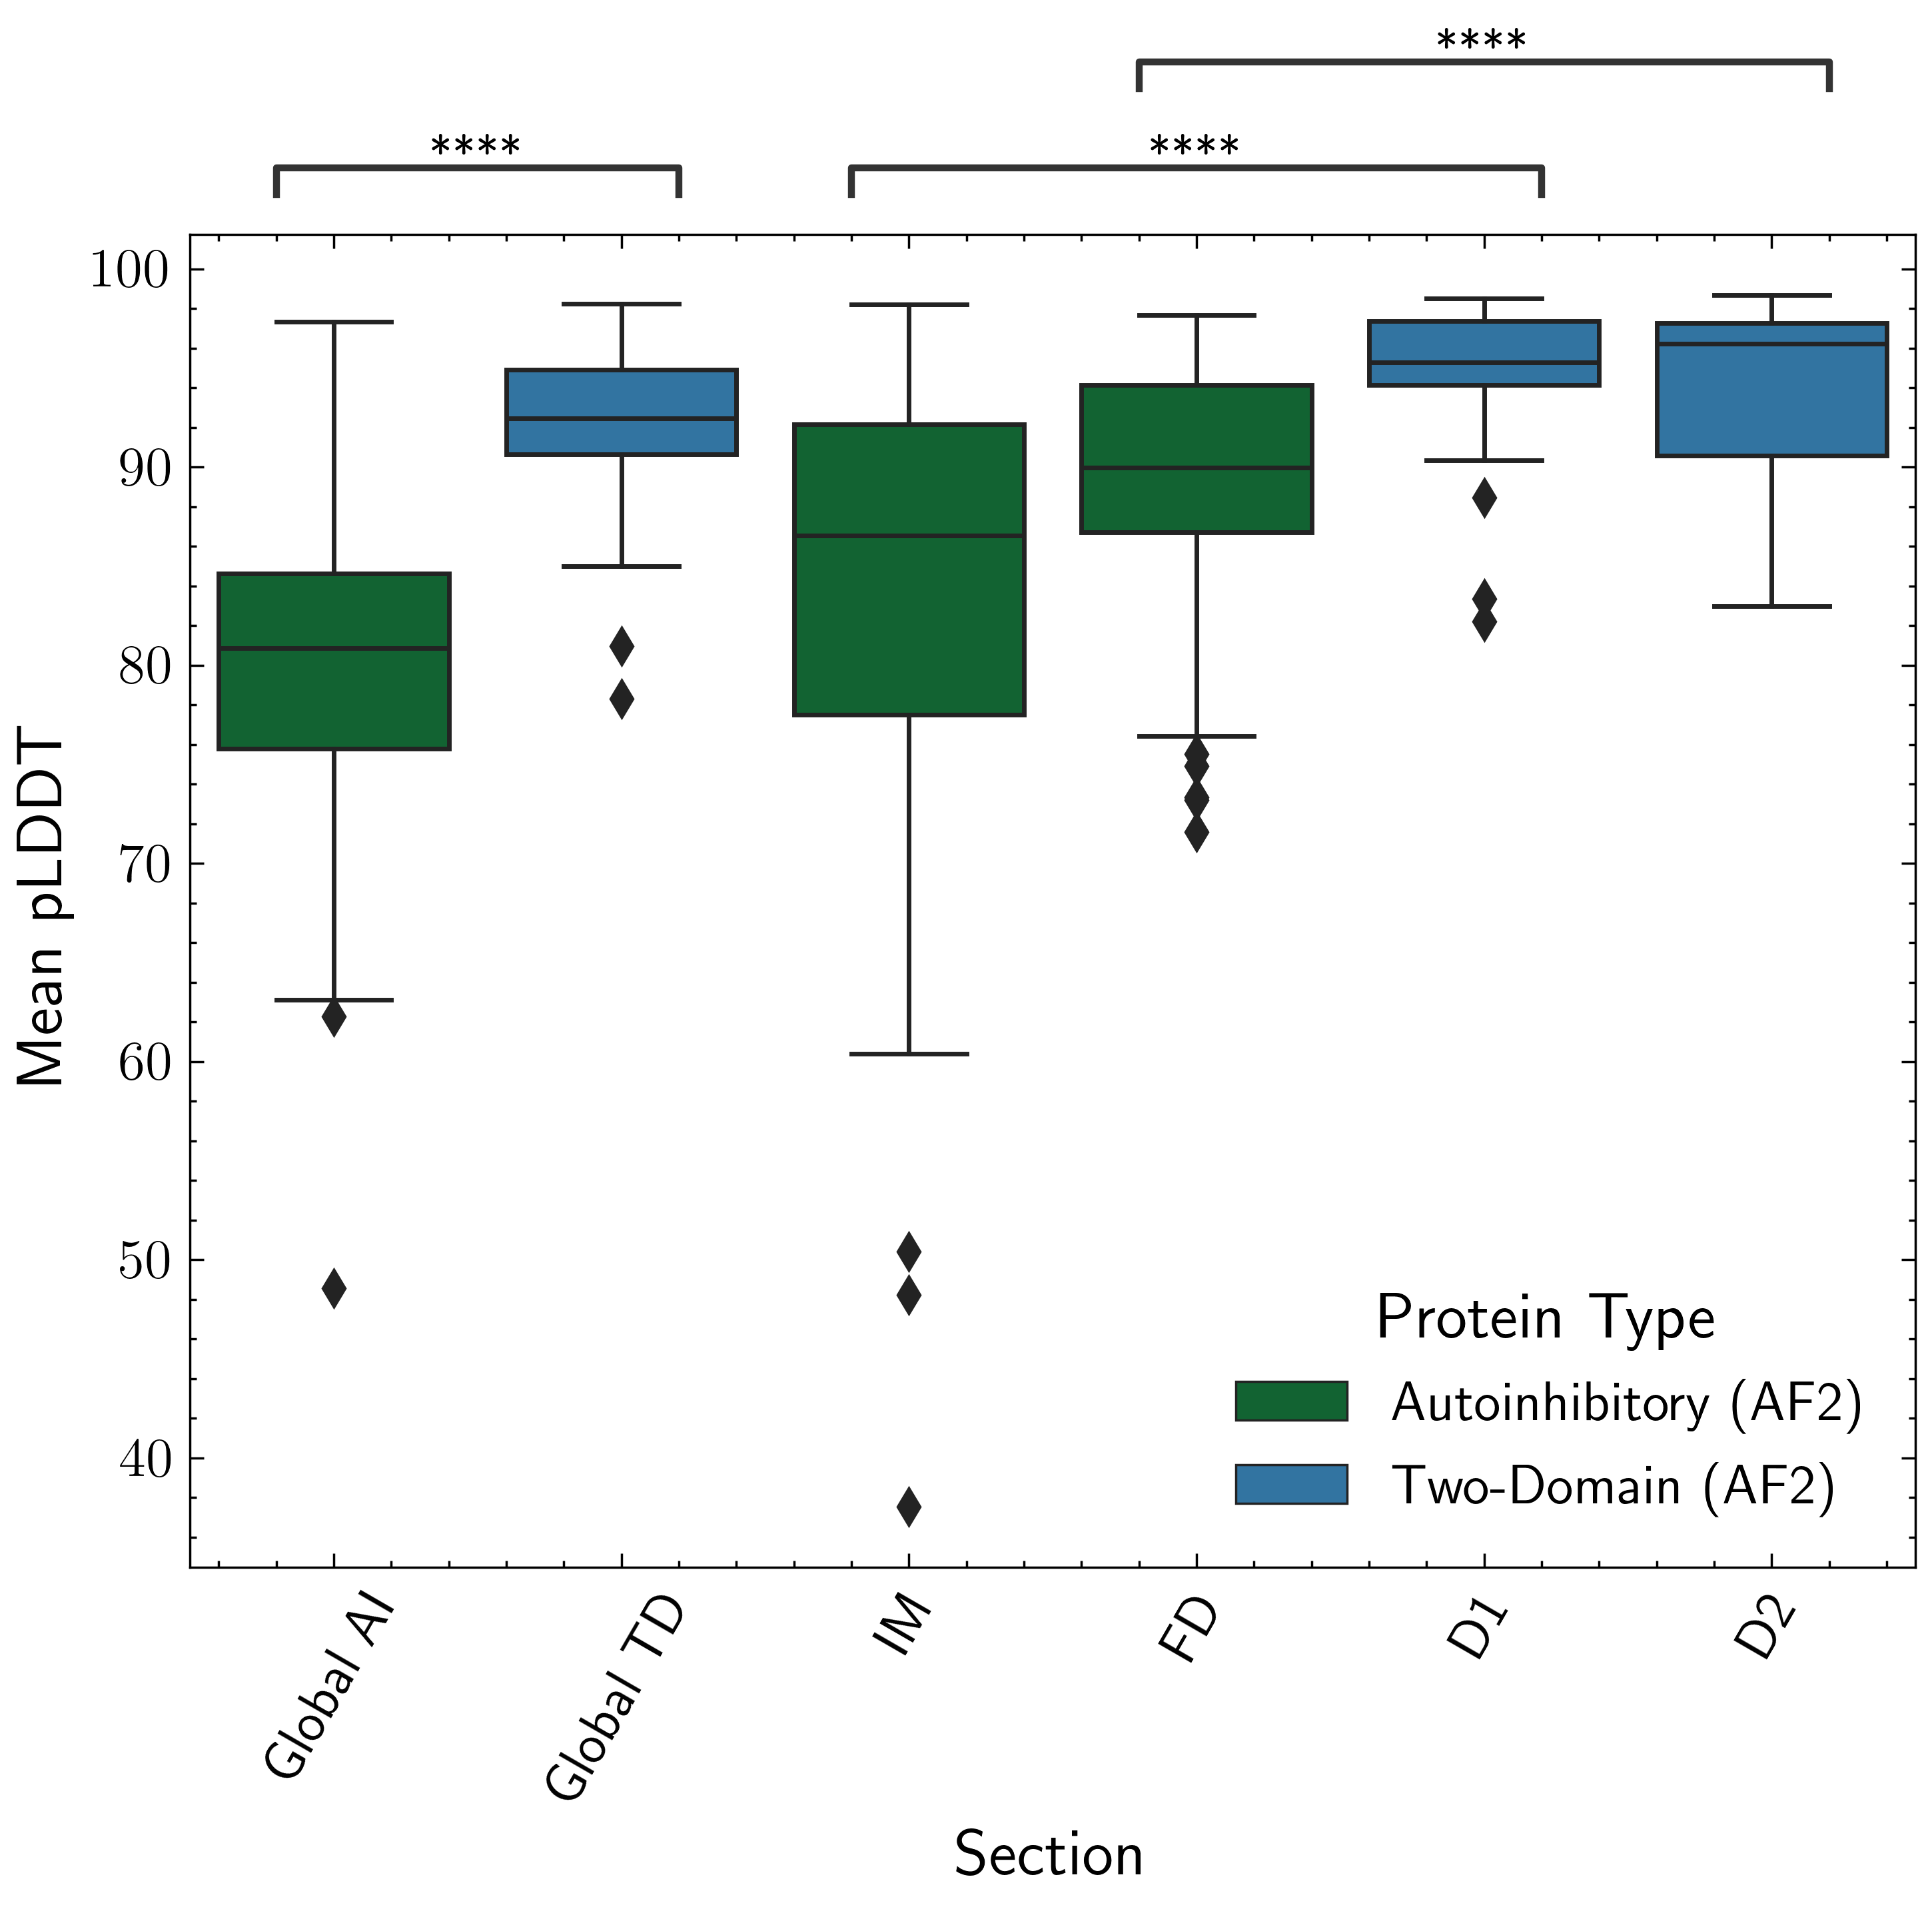 ****
****
****
100
90
80
70
60
50
40
Mean pLDDT
Protein Type
Autoinhibitory (AF2)
Two-Domain (AF2)
Global AI
Global TD
IM
FD
D1
D2
Section